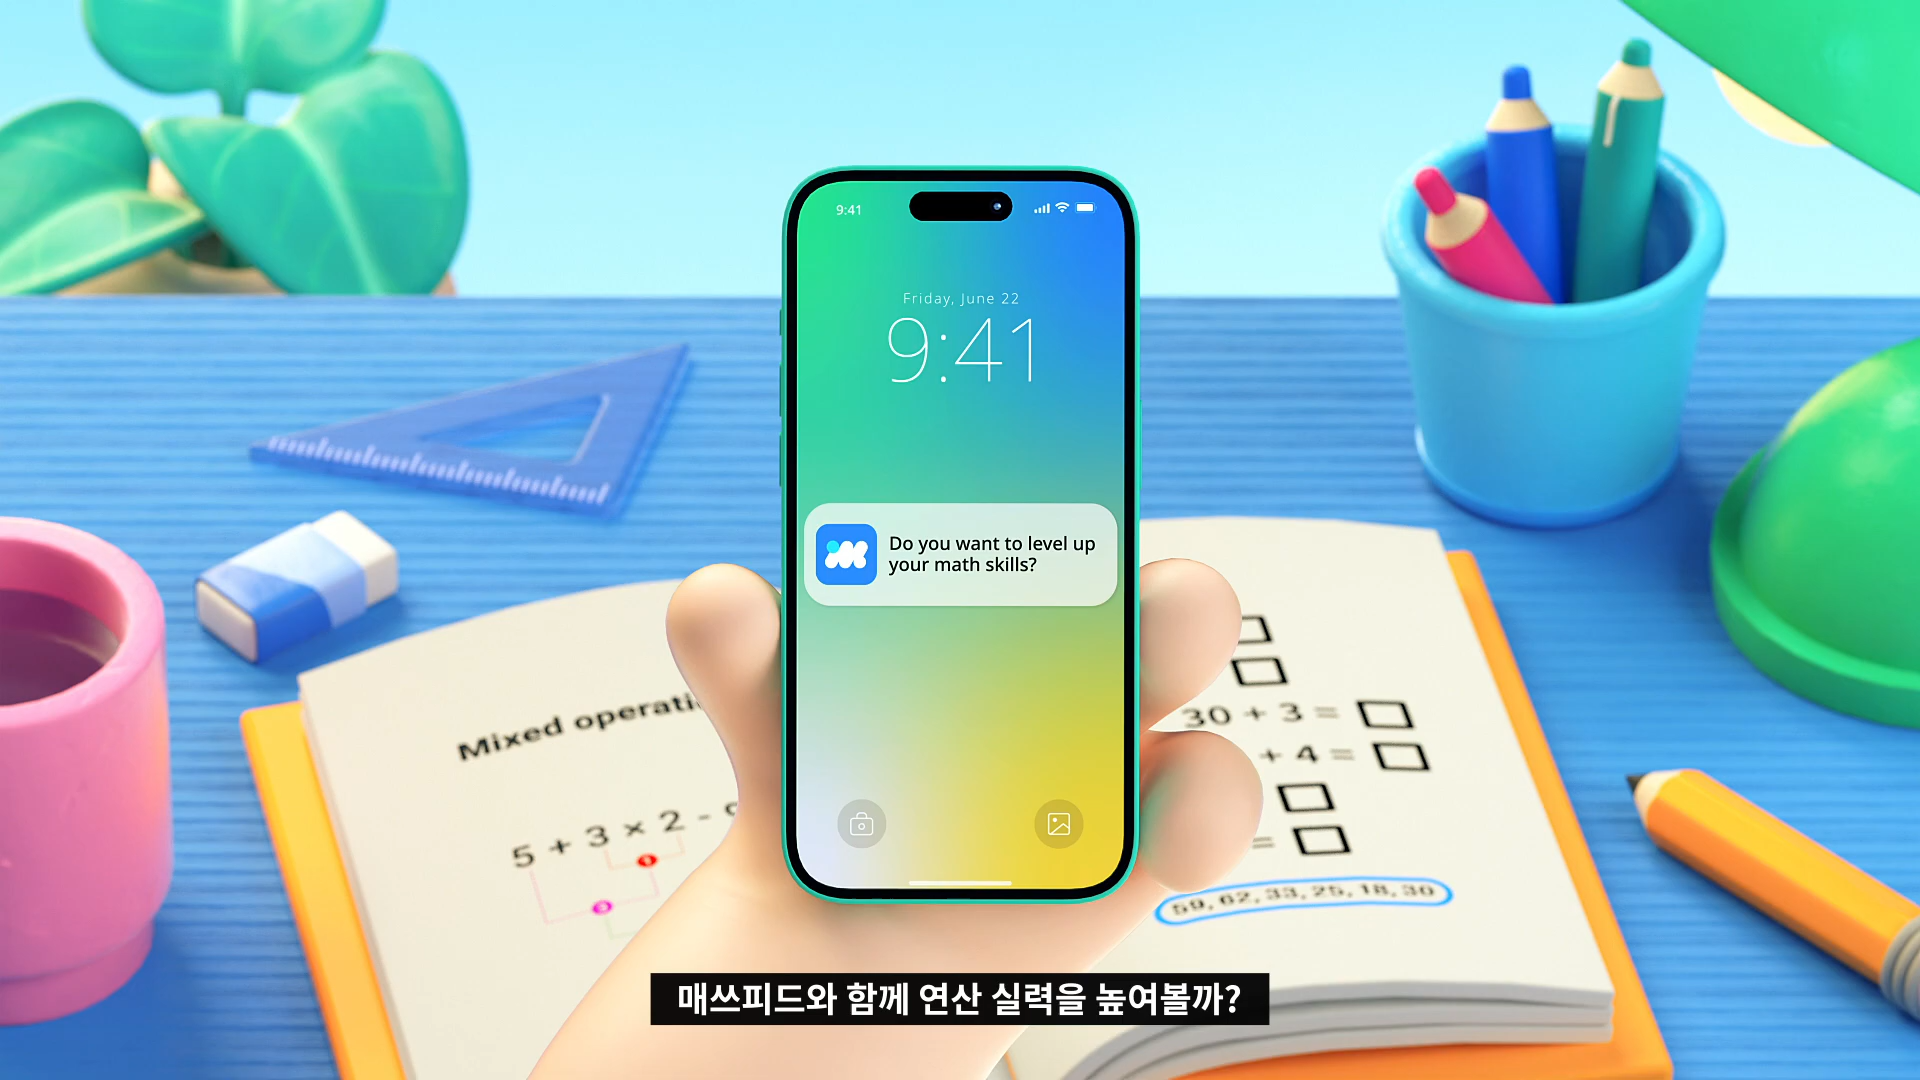 9:41
Friday, June 22
9:41
Do you want to level up
your math skills?
Mixed
5 + 3 × 2 -
30 + 3 = □
+ 4 = □
=
59, 62, 33, 25, 18, 30
매쓰피드와 함께 연산 실력을 높여볼까?